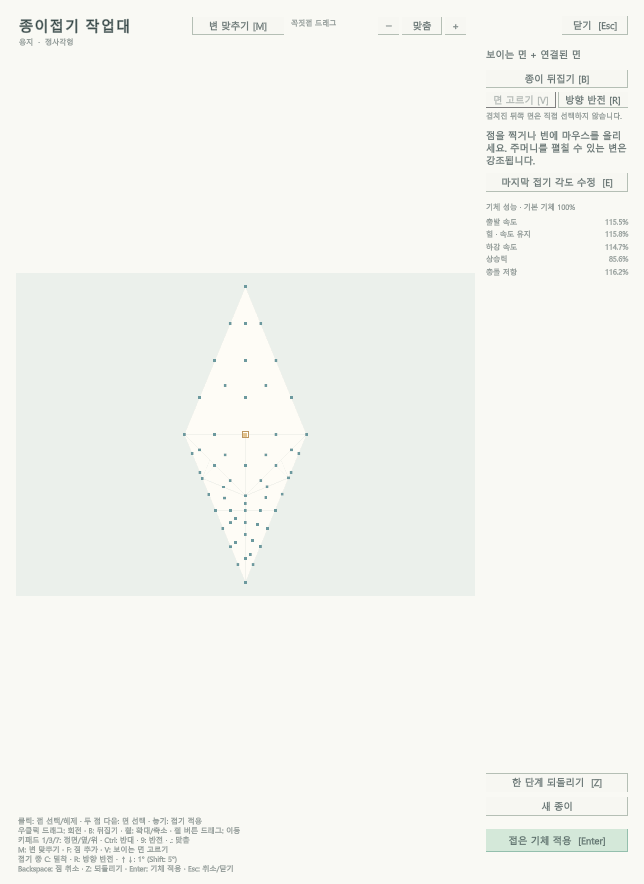 종이접기 작업대
용지 · 정사각형
변 맞추기 [M]
꼭짓점 드래그
−
맞춤
+
닫기 [Esc]
보이는 면 + 연결된 면
종이 뒤집기 [B]
면 고르기 [V]
방향 반전 [R]
겹쳐진 뒤쪽 면은 직접 선택하지 않습니다.
점을 찍거나 변에 마우스를 올리
세요. 주머니를 펼칠 수 있는 변은
강조됩니다.
마지막 접기 각도 수정 [E]
기체 성능 · 기본 기체 100%
종말 속도 115.5%
힘 · 속도 유지 115.8%
하강 속도 114.7%
상승력 85.6%
충돌 저항 116.2%
한 단계 되돌리기 [Z]
새 종이
접은 기체 적용 [Enter]
클릭: 점 선택/해제 · 두 점 다음: 면 선택 · 놓기: 접기 적용
우클릭 드래그: 회전 · B: 뒤집기 · 휠: 확대/축소 · 휠 버튼 드래그: 이동
키패드 1/3/7: 정면/옆/위 · Ctrl: 반대 · 9: 반전 · .: 맞춤
M: 변 맞추기 · F: 점 추가 · V: 보이는 면 고르기
접기 중 C: 밀착 · R: 방향 반전 · ↑ ↓: 1° (Shift: 5°)
Backspace: 점 취소 · Z: 되돌리기 · Enter: 기체 적용 · Esc: 취소/닫기